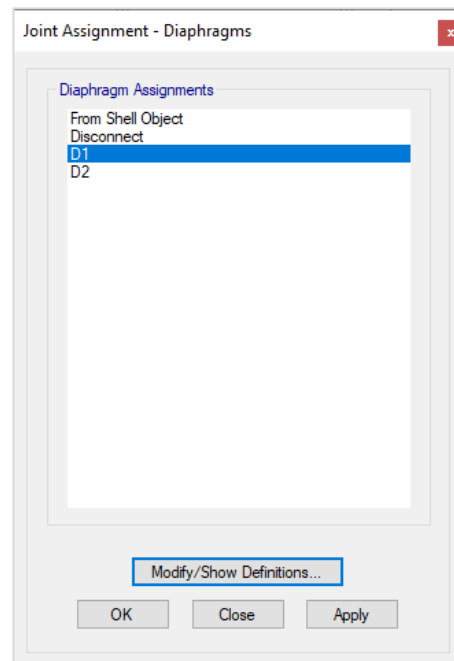 Joint Assignment - Diaphragms
x
Diaphragm Assignments
From Shell Object
Disconnect
D1
D2
Modify/Show Definitions...
OK
Close
Apply